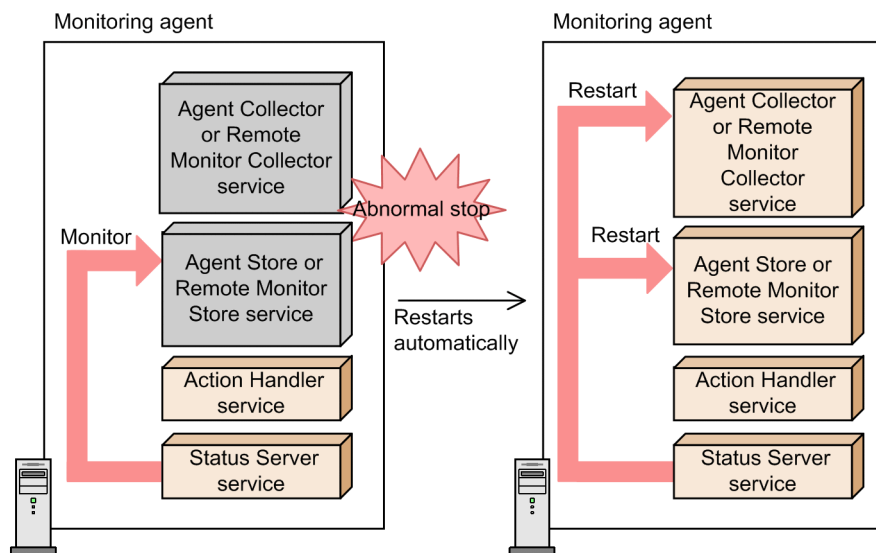 Monitoring agent
Agent Collector
or Remote
Monitor Collector
service
Abnormal stop
Monitor
Agent Store or
Remote Monitor
Store service
Action Handler
service
Status Server
service
Restarts
automatically
Monitoring agent
Restart
Agent Collector
or Remote
Monitor
Collector
service
Restart
Agent Store or
Remote Monitor
Store service
Action Handler
service
Status Server
service